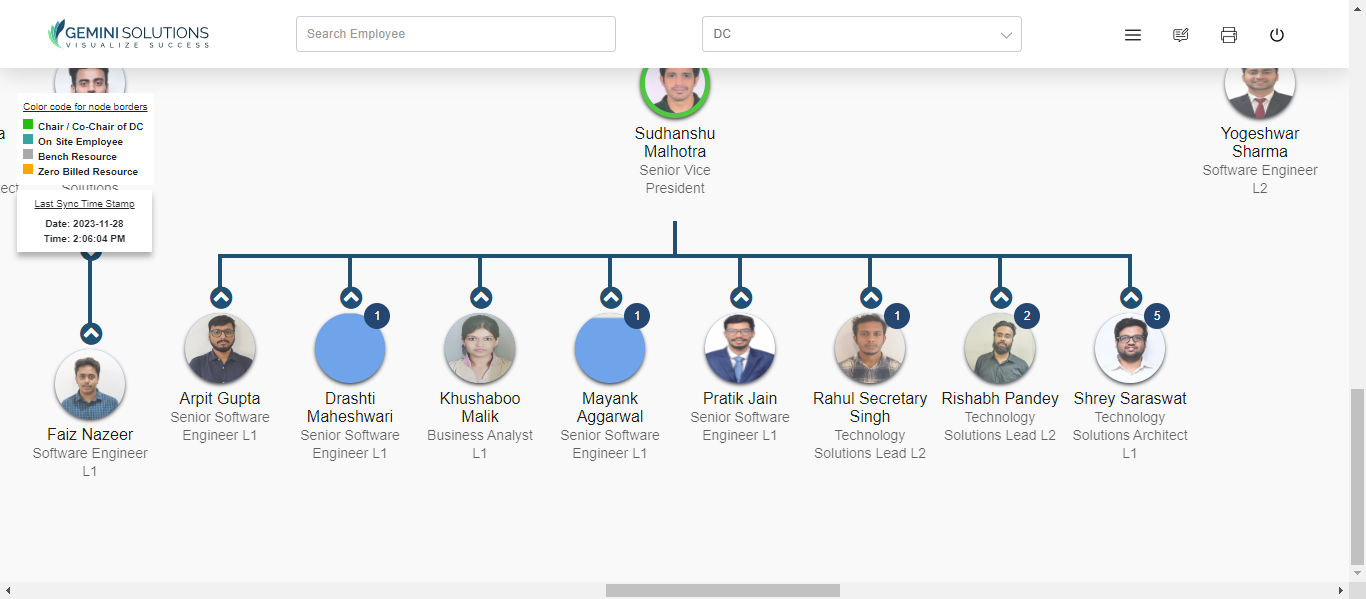 GEMINI SOLUTIONS
VISUALIZE SUCCESS
Search Employee
DC
Color code for node borders
Chair / Co-Chair of DC
On Site Employee
Bench Resource
Zero Billed Resource
Solutions
Last Sync Time Stamp
Date: 2023-11-28
Time: 2:06:04 PM
Sudhanshu
Malhotra
Senior Vice
President
Yogeshwar
Sharma
Software Engineer
L2
Faiz Nazeer
Software Engineer
L1
Arpit Gupta
Senior Software
Engineer L1
1
Drashti
Maheshwari
Senior Software
Engineer L1
Khushaboo
Malik
Business Analyst
L1
1
Mayank
Aggarwal
Senior Software
Engineer L1
Pratik Jain
Senior Software
Engineer L1
1
Rahul Secretary
Singh
Technology
Solutions Lead L2
2
Rishabh Pandey
Technology
Solutions Lead L2
5
Shrey Saraswat
Technology
Solutions Architect
L1